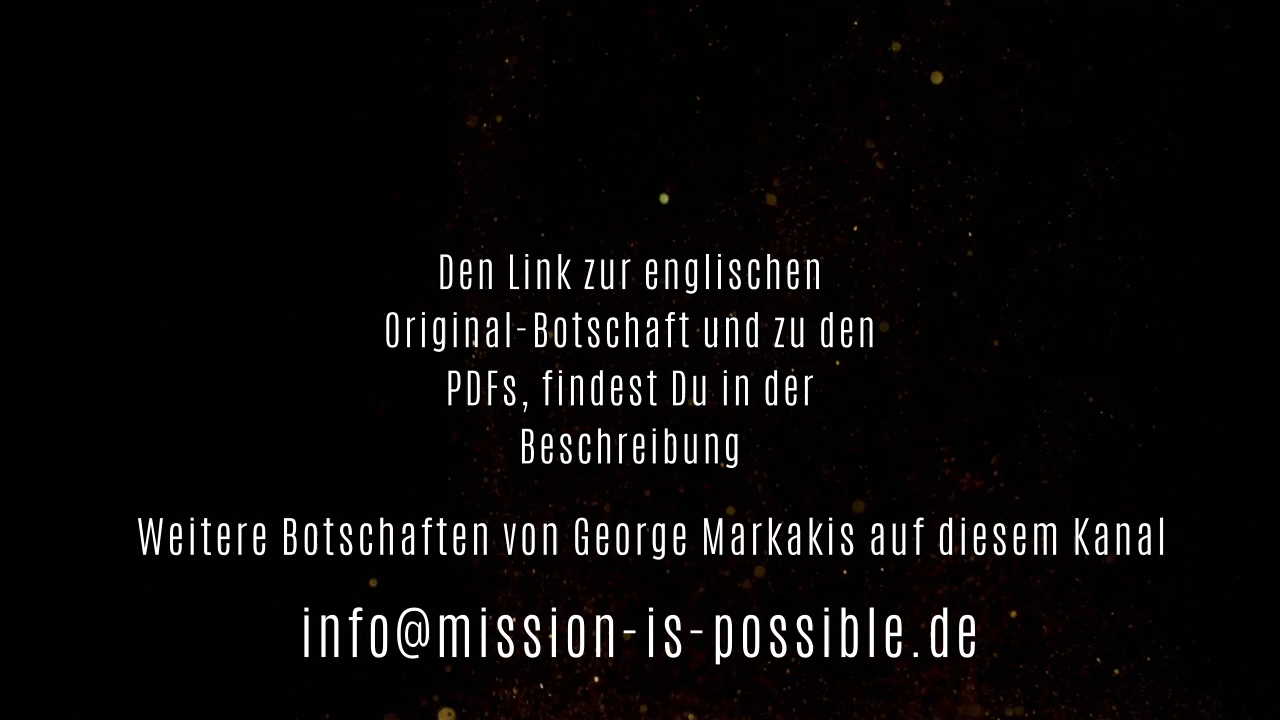 Den Link zur englischen
Original-Botschaft und zu den
PDFs, findest Du in der
Beschreibung
Weitere Botschaften von George Markakis auf diesem Kanal
info@mission-is-possible.de